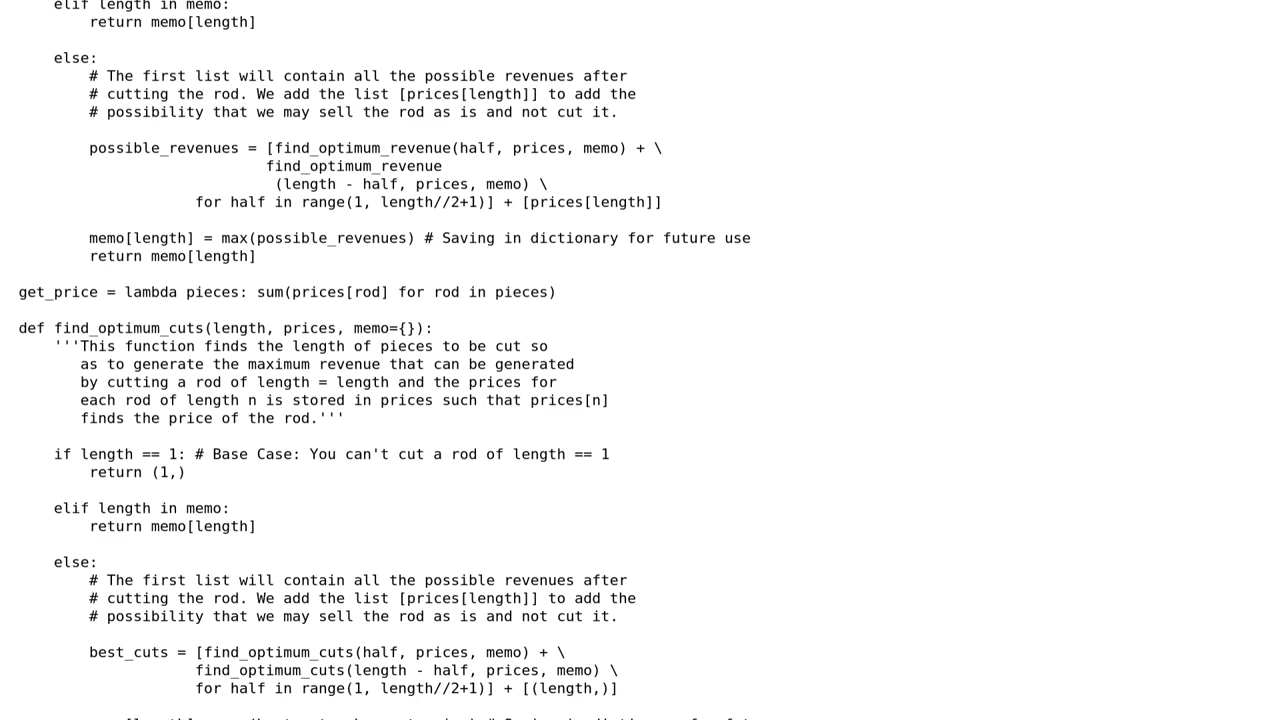 elif length in memo:
return memo[length]
else:
# The first list will contain all the possible revenues after
# cutting the rod. We add the list [prices[length]] to add the
# possibility that we may sell the rod as is and not cut it.
possible_revenues = [find_optimum_revenue(half, prices, memo) + \
find_optimum_revenue
(length - half, prices, memo) \
for half in range(1, length//2+1)] + [prices[length]]
memo[length] = max(possible_revenues) # Saving in dictionary for future use
return memo[length]
get_price = lambda pieces: sum(prices[rod] for rod in pieces)
def find_optimum_cuts(length, prices, memo={}):
'''This function finds the length of pieces to be cut so
as to generate the maximum revenue that can be generated
by cutting a rod of length = length and the prices for
each rod of length n is stored in prices such that prices[n]
finds the price of the rod.'''
if length == 1: # Base Case: You can't cut a rod of length == 1
return (1,)
elif length in memo:
return memo[length]
else:
# The first list will contain all the possible revenues after
# cutting the rod. We add the list [prices[length]] to add the
# possibility that we may sell the rod as is and not cut it.
best_cuts = [find_optimum_cuts(half, prices, memo) + \
find_optimum_cuts(length - half, prices, memo) \
for half in range(1, length//2+1)] + [(length,)]